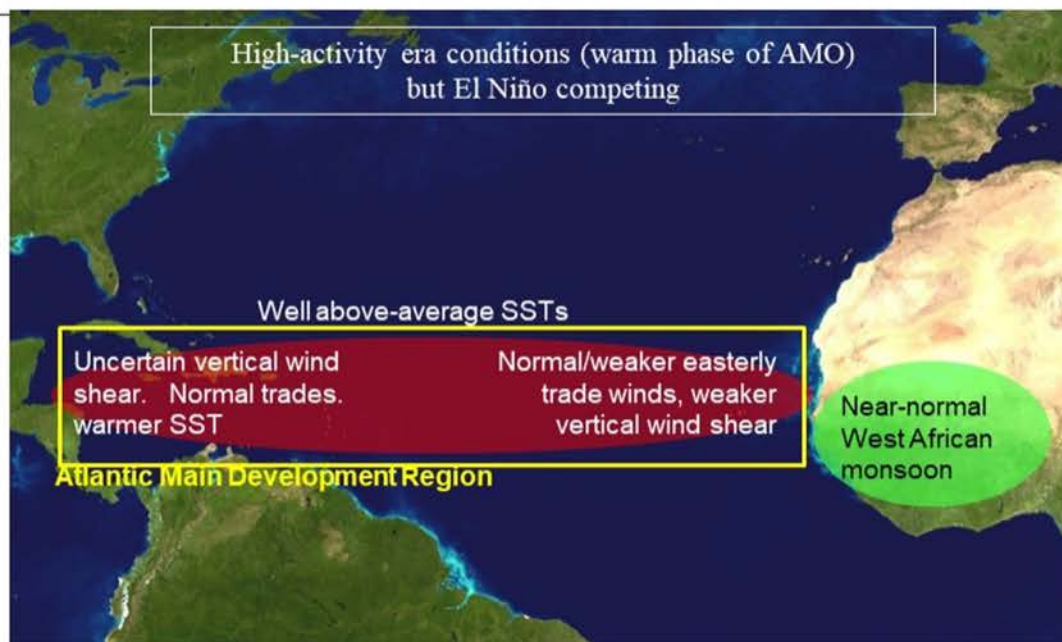 High-activity era conditions (warm phase of AMO)
but El Niño competing
Well above-average SSTs
Uncertain vertical wind
shear. Normal trades.
warmer SST
Normal/weaker easterly
trade winds, weaker
vertical wind shear
Near-normal
West African
monsoon
Atlantic Main Development Region